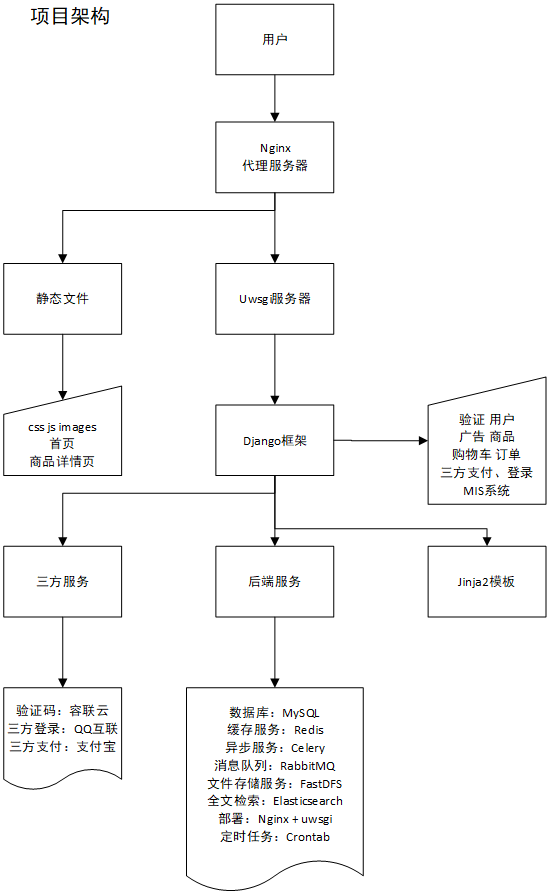 项目架构
用户
Nginx
代理服务器
静态文件
Uwsgi服务器
css js images
首页
商品详情页
Django框架
验证 用户
广告 商品
购物车 订单
三方支付、登录
MIS系统
三方服务
后端服务
Jinja2模板
验证码：容联云
三方登录：QQ互联
三方支付：支付宝
数据库：MySQL
缓存服务：Redis
异步服务：Celery
消息队列：RabbitMQ
文件存储服务：FastDFS
全文检索：Elasticsearch
部署：Nginx + uwsgi
定时任务：Crontab